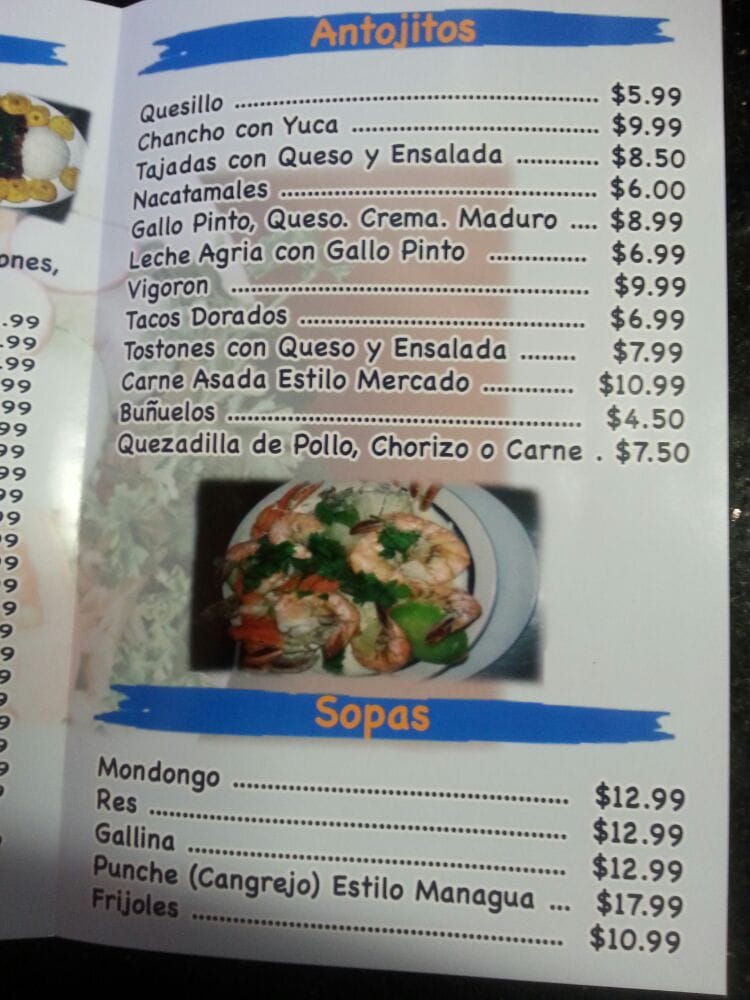 Antojitos
Quesillo ........ $5.99
Chancho con Yuca ........ $9.99
Tajadas con Queso y Ensalada ........ $8.50
Nacatamales ........ $6.00
Gallo Pinto, Queso. Crema. Maduro .... $8.99
Leche Agria con Gallo Pinto ........ $6.99
Vigoron ........ $9.99
Tacos Dorados ........ $6.99
Tostones con Queso y Ensalada ........ $7.99
Carne Asada Estilo Mercado ........ $10.99
Buñuelos ........ $4.50
Quezadilla de Pollo, Chorizo o Carne . $7.50
Sopas
Mondongo ........ $12.99
Res ........ $12.99
Gallina ........ $12.99
Punche (Cangrejo) Estilo Managua ... $17.99
Frijoles ........ $10.99